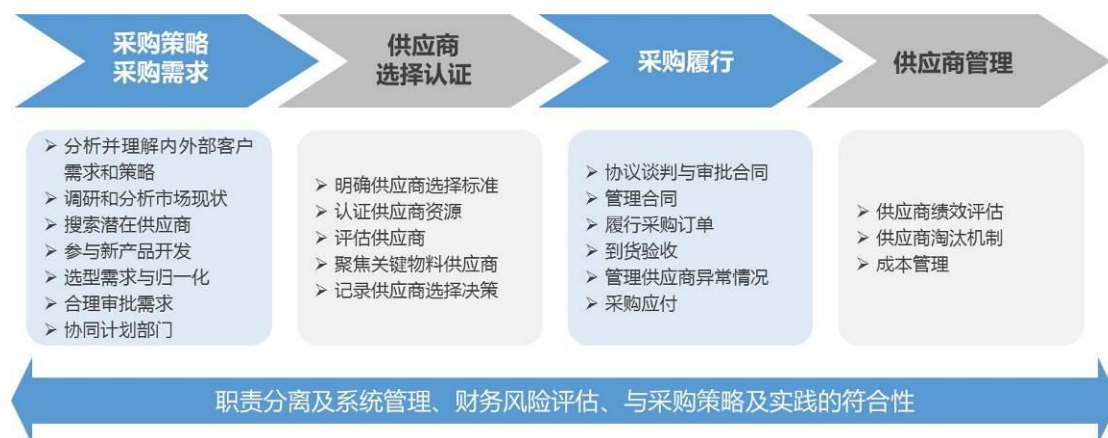 采购策略
采购需求
供应商
选择认证
采购履行
供应商管理
➢ 分析并理解内外部客户
需求和策略
➢ 调研和分析市场现状
➢ 搜索潜在供应商
➢ 参与新产品开发
➢ 选型需求与归一化
➢ 合理审批需求
➢ 协同计划部门
➢ 明确供应商选择标准
➢ 认证供应商资源
➢ 评估供应商
➢ 聚焦关键物料供应商
➢ 记录供应商选择决策
➢ 协议谈判与审批合同
➢ 管理合同
➢ 履行采购订单
➢ 到货验收
➢ 管理供应商异常情况
➢ 采购应付
➢ 供应商绩效评估
➢ 供应商淘汰机制
➢ 成本管理
职责分离及系统管理、财务风险评估、与采购策略及实践的符合性